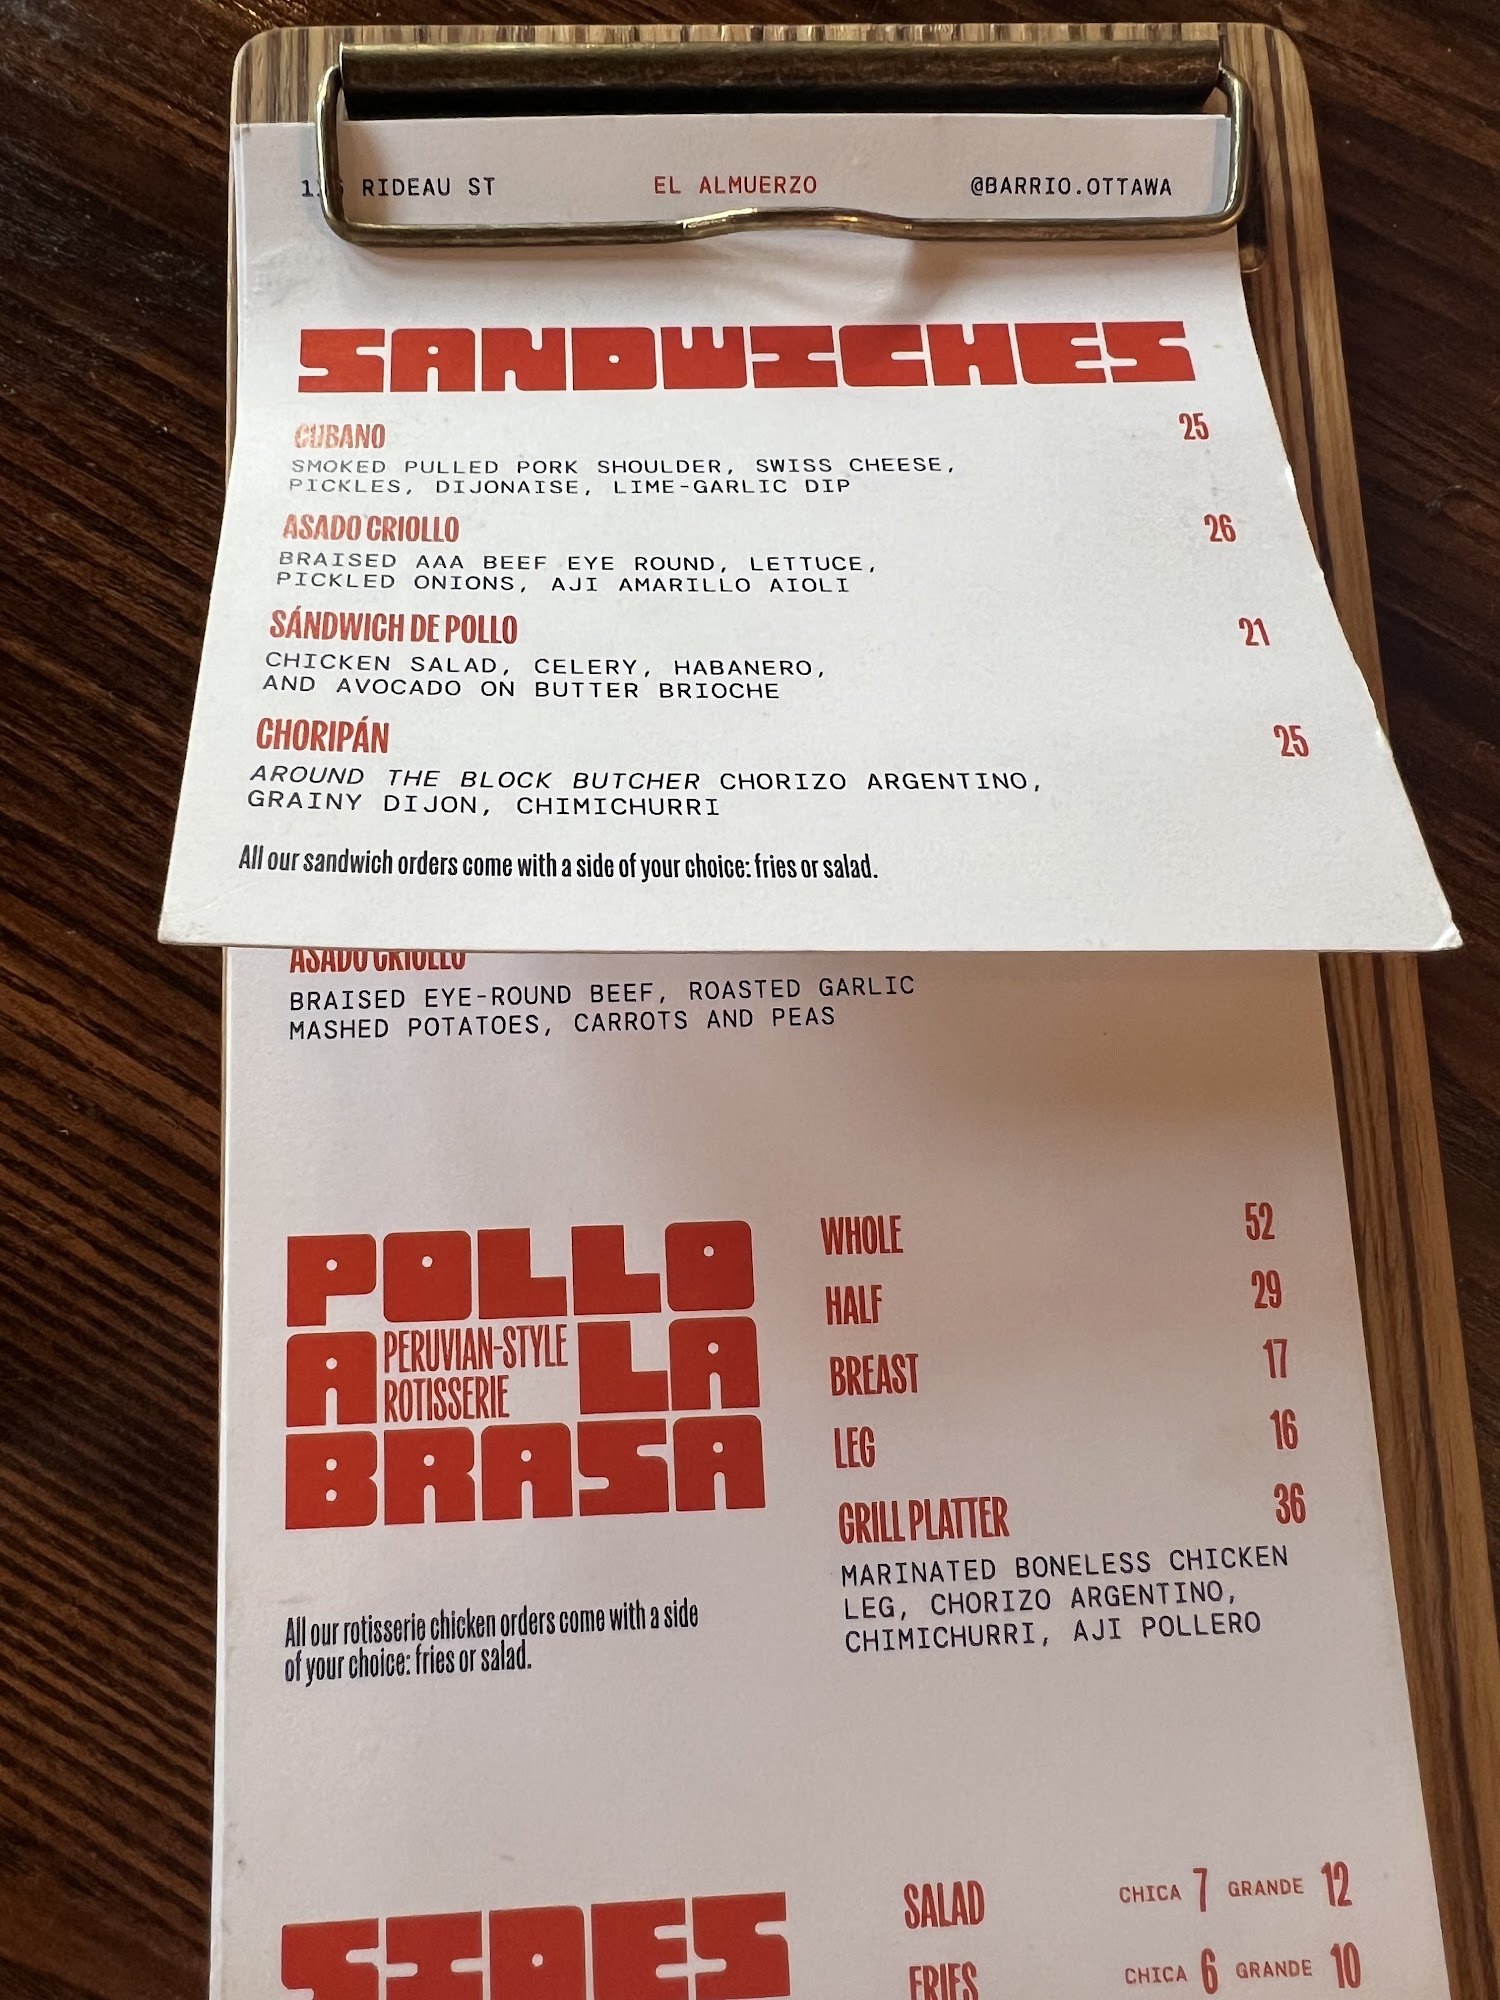 RIDEAU ST
EL ALMUERZO
@BARRIO.OTTAWA
SANDWICHES
CUBANO 25
SMOKED PULLED PORK SHOULDER, SWISS CHEESE,
PICKLES, DIJONAISE, LIME-GARLIC DIP
ASADO CRIOLLO 26
BRAISED AAA BEEF EYE ROUND, LETTUCE,
PICKLED ONIONS, AJI AMARILLO AIOLI
SÁNDWICH DE POLLO 21
CHICKEN SALAD, CELERY, HABANERO,
AND AVOCADO ON BUTTER BRIOCHE
CHORIPÁN 25
AROUND THE BLOCK BUTCHER CHORIZO ARGENTINO,
GRAINY DIJON, CHIMICHURRI
All our sandwich orders come with a side of your choice: fries or salad.
ASADO CRIOLLO
BRAISED EYE-ROUND BEEF, ROASTED GARLIC
MASHED POTATOES, CARROTS AND PEAS
POLLO
A LA
BRASA
PERUVIAN-STYLE
ROTISSERIE
All our rotisserie chicken orders come with a side
of your choice: fries or salad.
WHOLE 52
HALF 29
BREAST 17
LEG 16
GRILL PLATTER 36
MARINATED BONELESS CHICKEN
LEG, CHORIZO ARGENTINO,
CHIMICHURRI, AJI POLLERO
SIDES
SALAD CHICA 7 GRANDE 12
FRIES CHICA 6 GRANDE 10